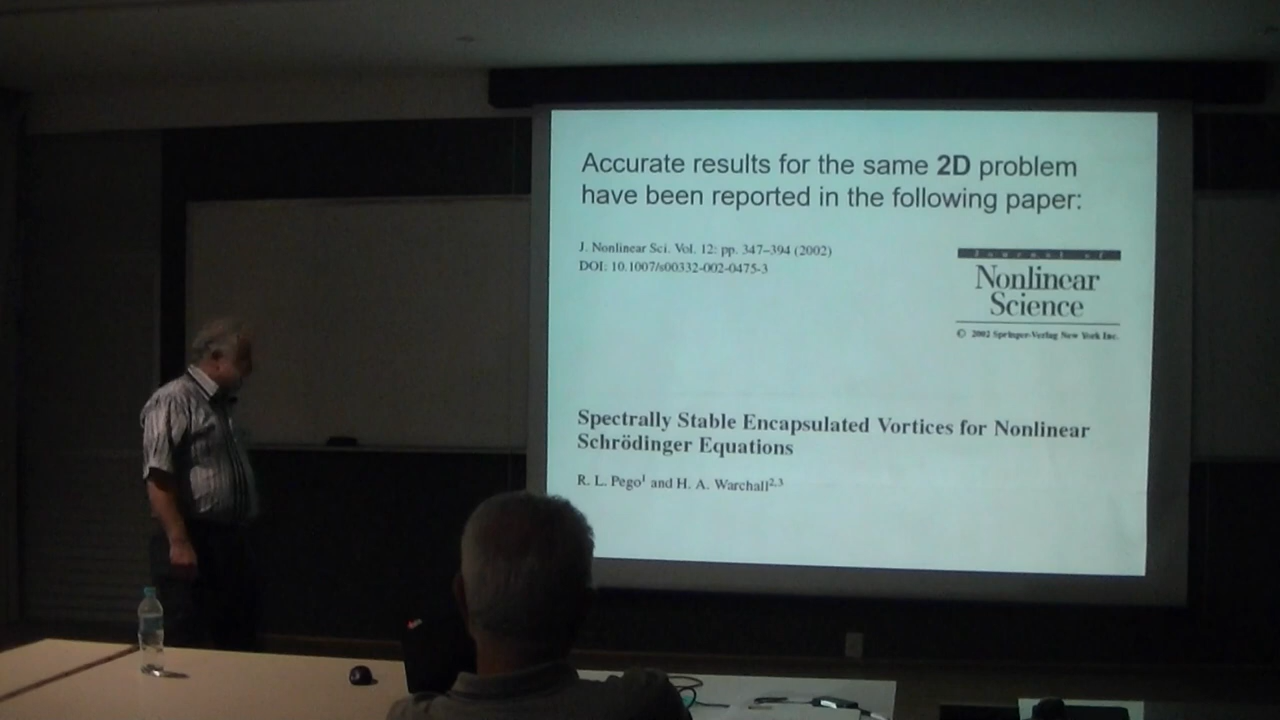 Accurate results for the same 2D problem
have been reported in the following paper:
J. Nonlinear Sci. Vol. 12: pp. 347–394 (2002)
DOI: 10.1007/s00332-002-0475-3
Journal of
Nonlinear
Science
© 2002 Springer-Verlag New York Inc.
Spectrally Stable Encapsulated Vortices for Nonlinear
Schrödinger Equations
R. L. Pego¹ and H. A. Warchall²,³